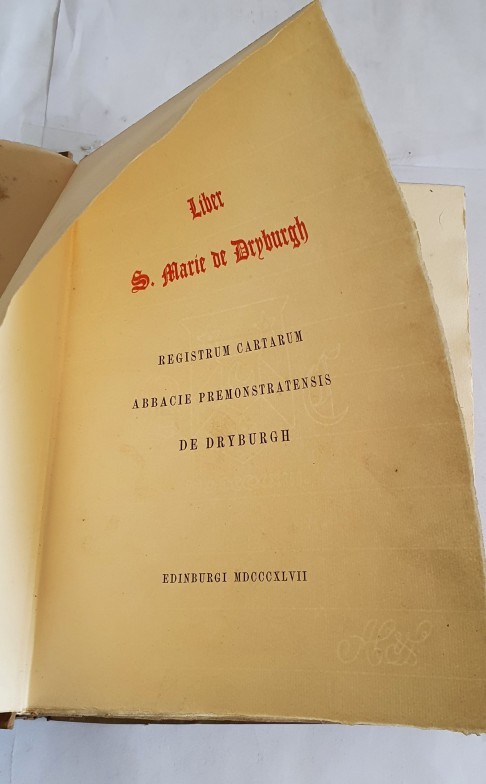 Liber
S. Marie de Dryburgh
REGISTRUM CARTARUM
ABBACIE PREMONSTRATENSIS
DE DRYBURGH
EDINBURGI MDCCCXLVII